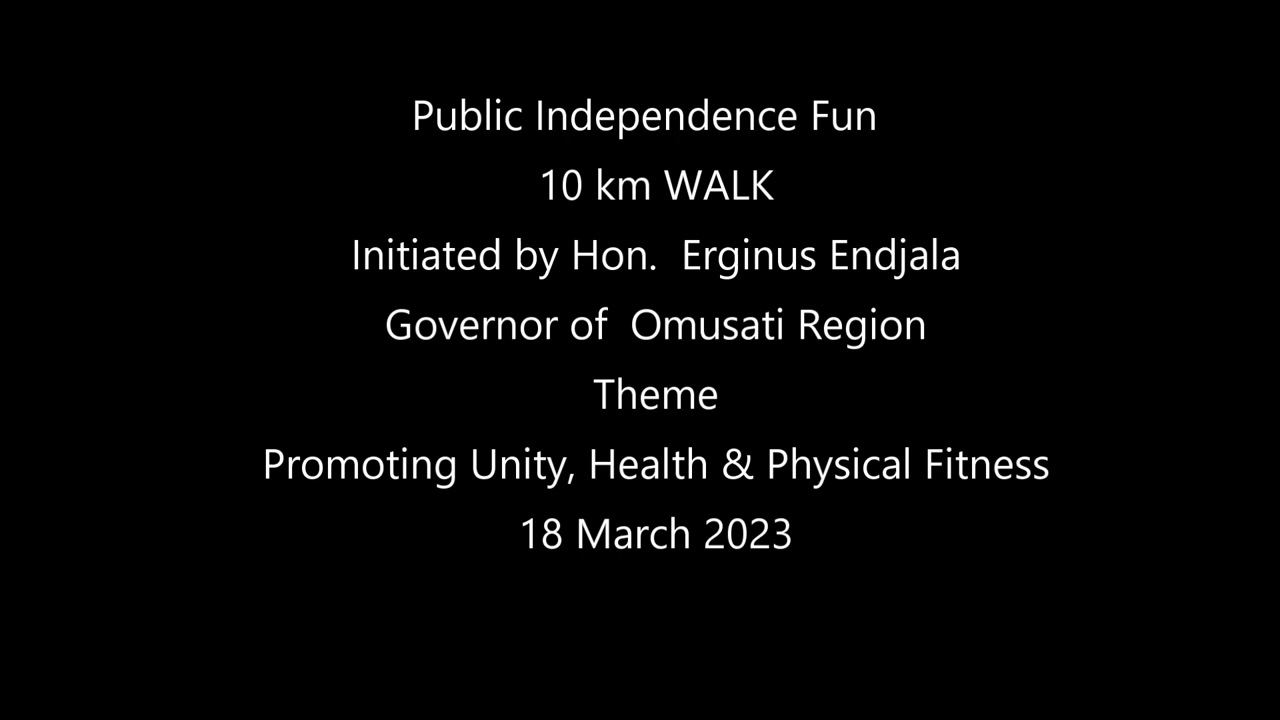 Public Independence Fun
10 km WALK
Initiated by Hon.  Erginus Endjala
Governor of  Omusati Region
Theme
Promoting Unity, Health & Physical Fitness
18 March 2023